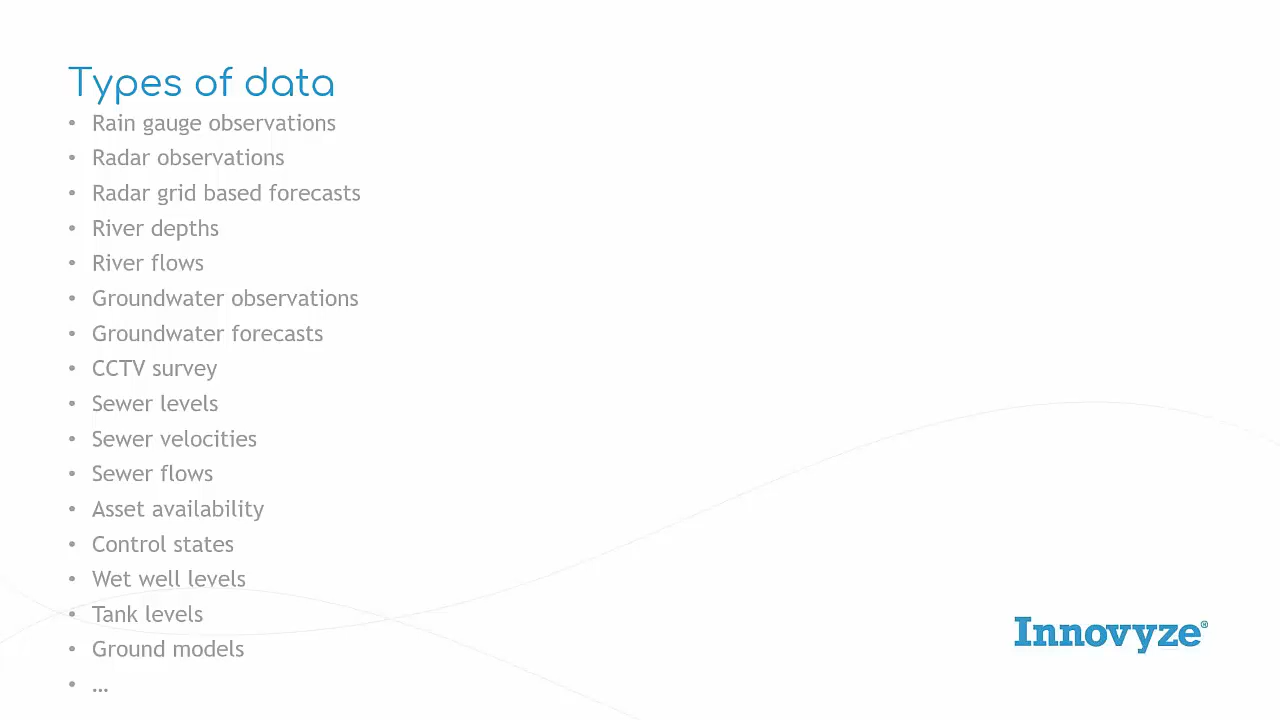 Types of data
• Rain gauge observations
• Radar observations
• Radar grid based forecasts
• River depths
• River flows
• Groundwater observations
• Groundwater forecasts
• CCTV survey
• Sewer levels
• Sewer velocities
• Sewer flows
• Asset availability
• Control states
• Wet well levels
• Tank levels
• Ground models
• ...
Innovyze®